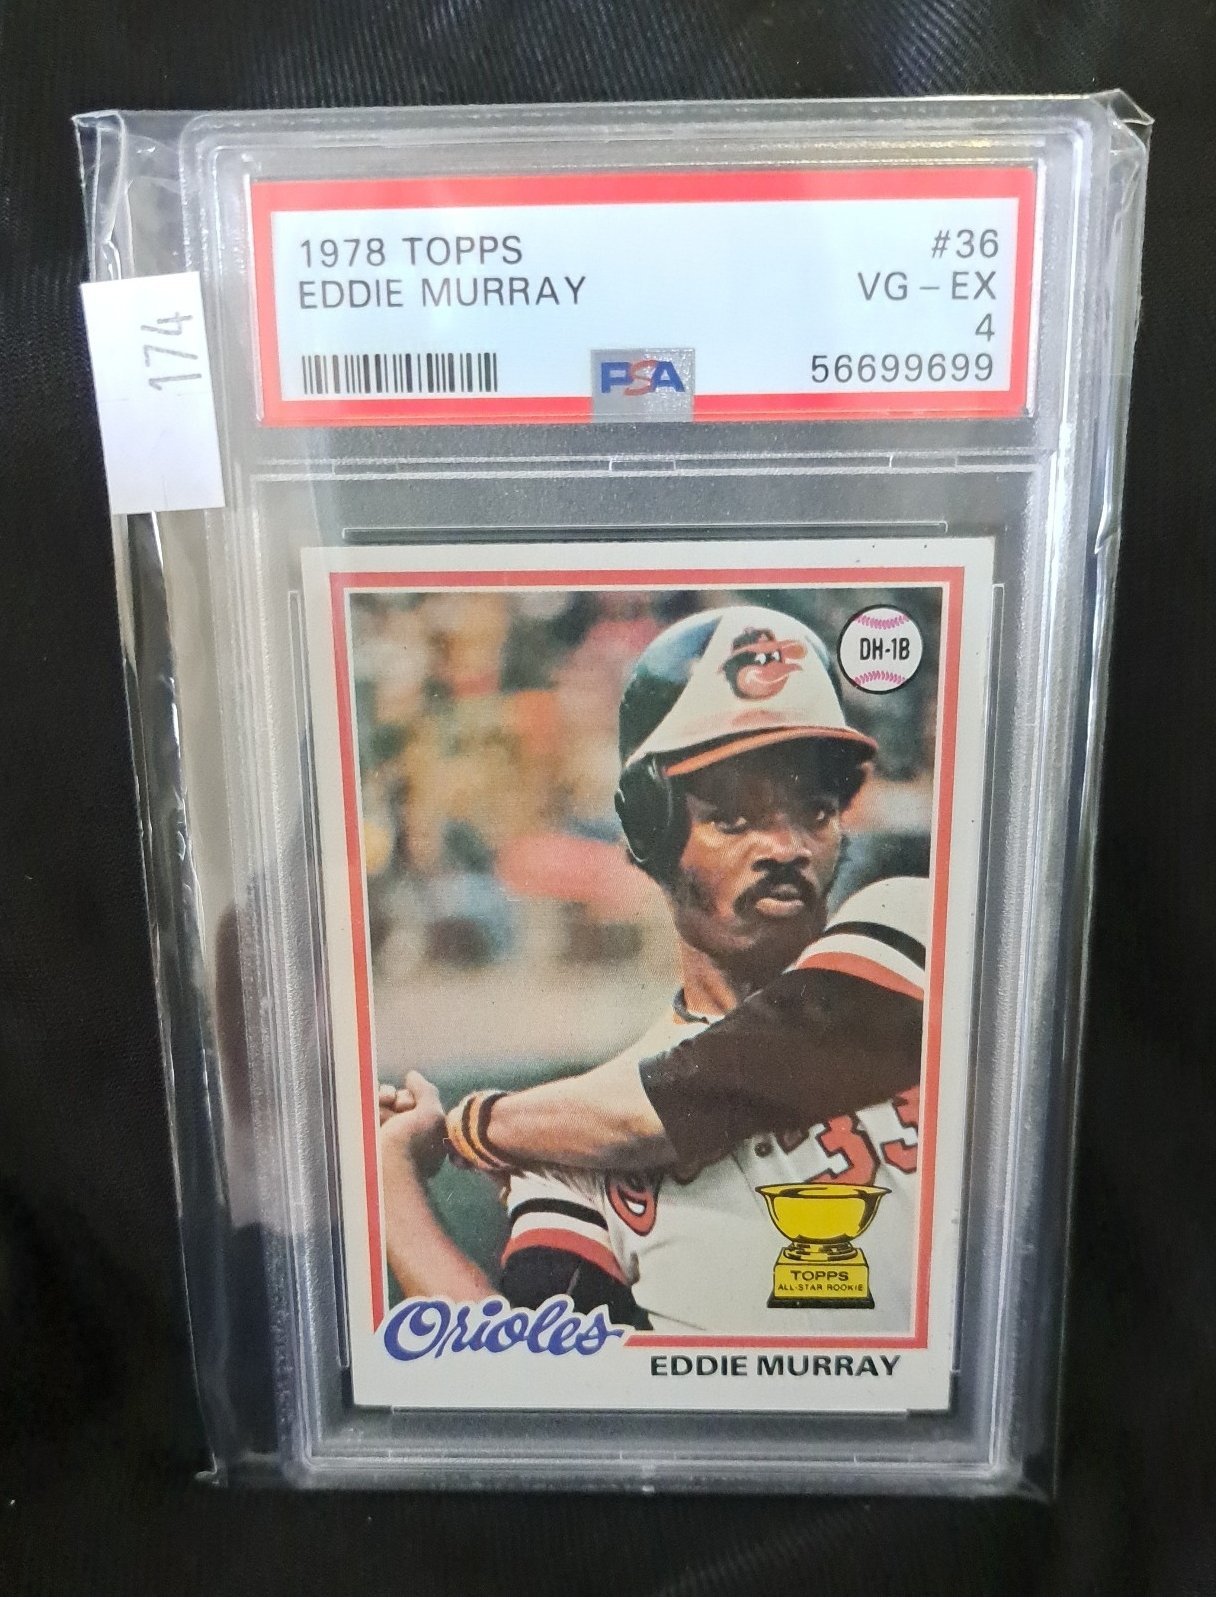 1978 TOPPS #36
EDDIE MURRAY VG - EX
4
PSA 56699699
174
DH-1B
33
TOPPS
ALL-STAR ROOKIE
Orioles
EDDIE MURRAY